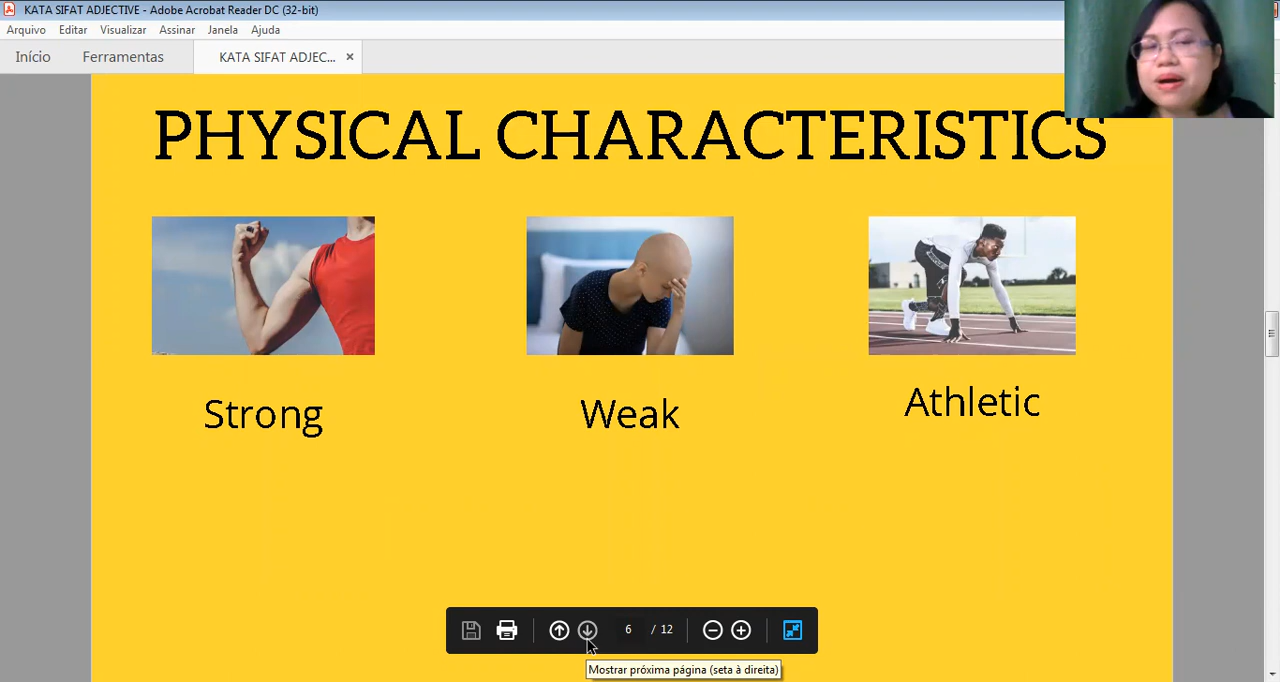 KATA SIFAT ADJECTIVE - Adobe Acrobat Reader DC (32-bit)
Arquivo Editar Visualizar Assinar Janela Ajuda
Início Ferramentas KATA SIFAT ADJEC... ×
PHYSICAL CHARACTERISTICS
Strong Weak Athletic
6 / 12
Mostrar próxima página (seta à direita)